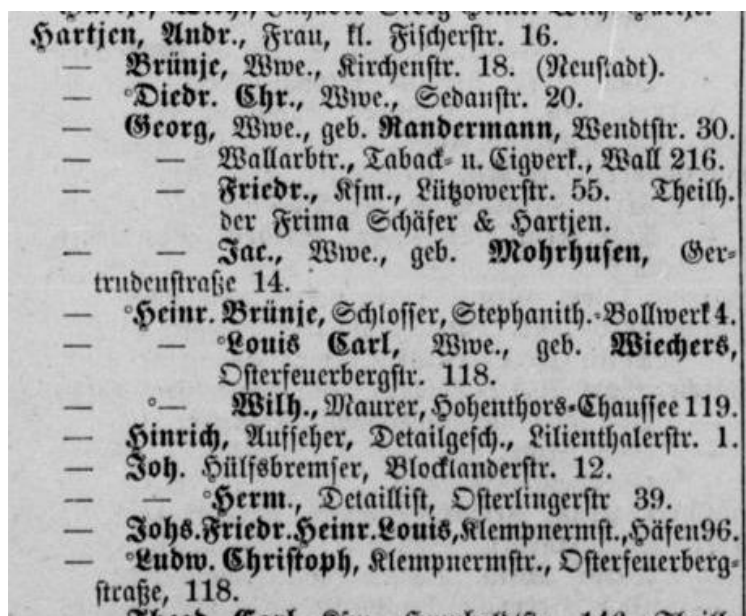 Hartjen, Andr., Frau, kl. Fischerstr. 16.
— Brünje, Wwe., Kirchenstr. 18. (Neustadt).
— °Diedr. Chr., Wwe., Sedanstr. 20.
— Georg, Wwe., geb. Randermann, Wendtstr. 30.
— — Wallarbtr., Taback- u. Cigverk., Wall 216.
— — Friedr., Kfm., Lützowerstr. 55. Theilh.
der Frima Schäfer & Hartjen.
— — Jac., Wwe., geb. Mohrhusen, Ger-
trudenstraße 14.
— °Heinr. Brünje, Schlosser, Stephanith.-Bollwerk 4.
— — °Louis Carl, Wwe., geb. Wiechers,
Osterfeuerbergstr. 118.
— °— Wilh., Maurer, Hohenthors-Chaussee 119.
— Hinrich, Aufseher, Detailgesch., Lilienthalerstr. 1.
— Joh. Hülfsbremser, Blocklanderstr. 12.
— — °Herm., Detaillist, Osterlingerstr 39.
— Johs. Friedr. Heinr. Louis, Klempnermst., Häfen 96.
— °Ludw. Christoph, Klempnermstr., Osterfeuerberg-
straße, 118.